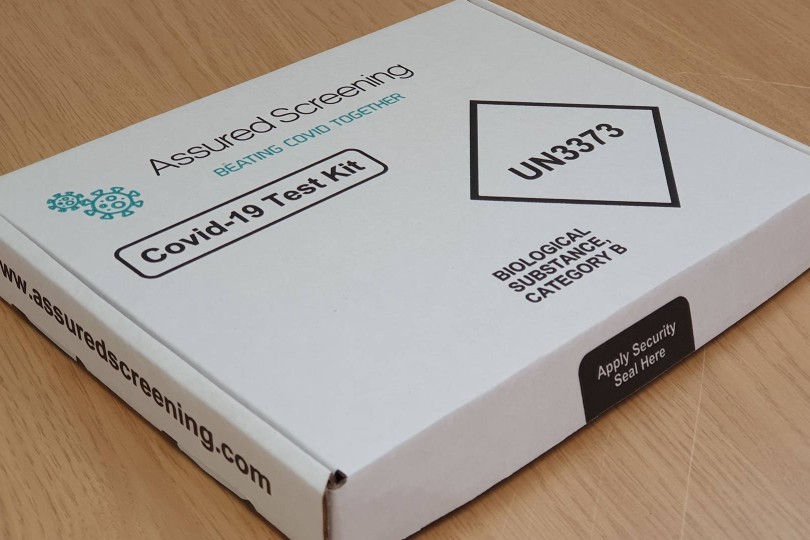 Assured Screening
BEATING COVID TOGETHER
Covid-19 Test Kit
UN3373
BIOLOGICAL
SUBSTANCE,
CATEGORY B
Apply Security
Seal Here
ww.assuredscreening.com